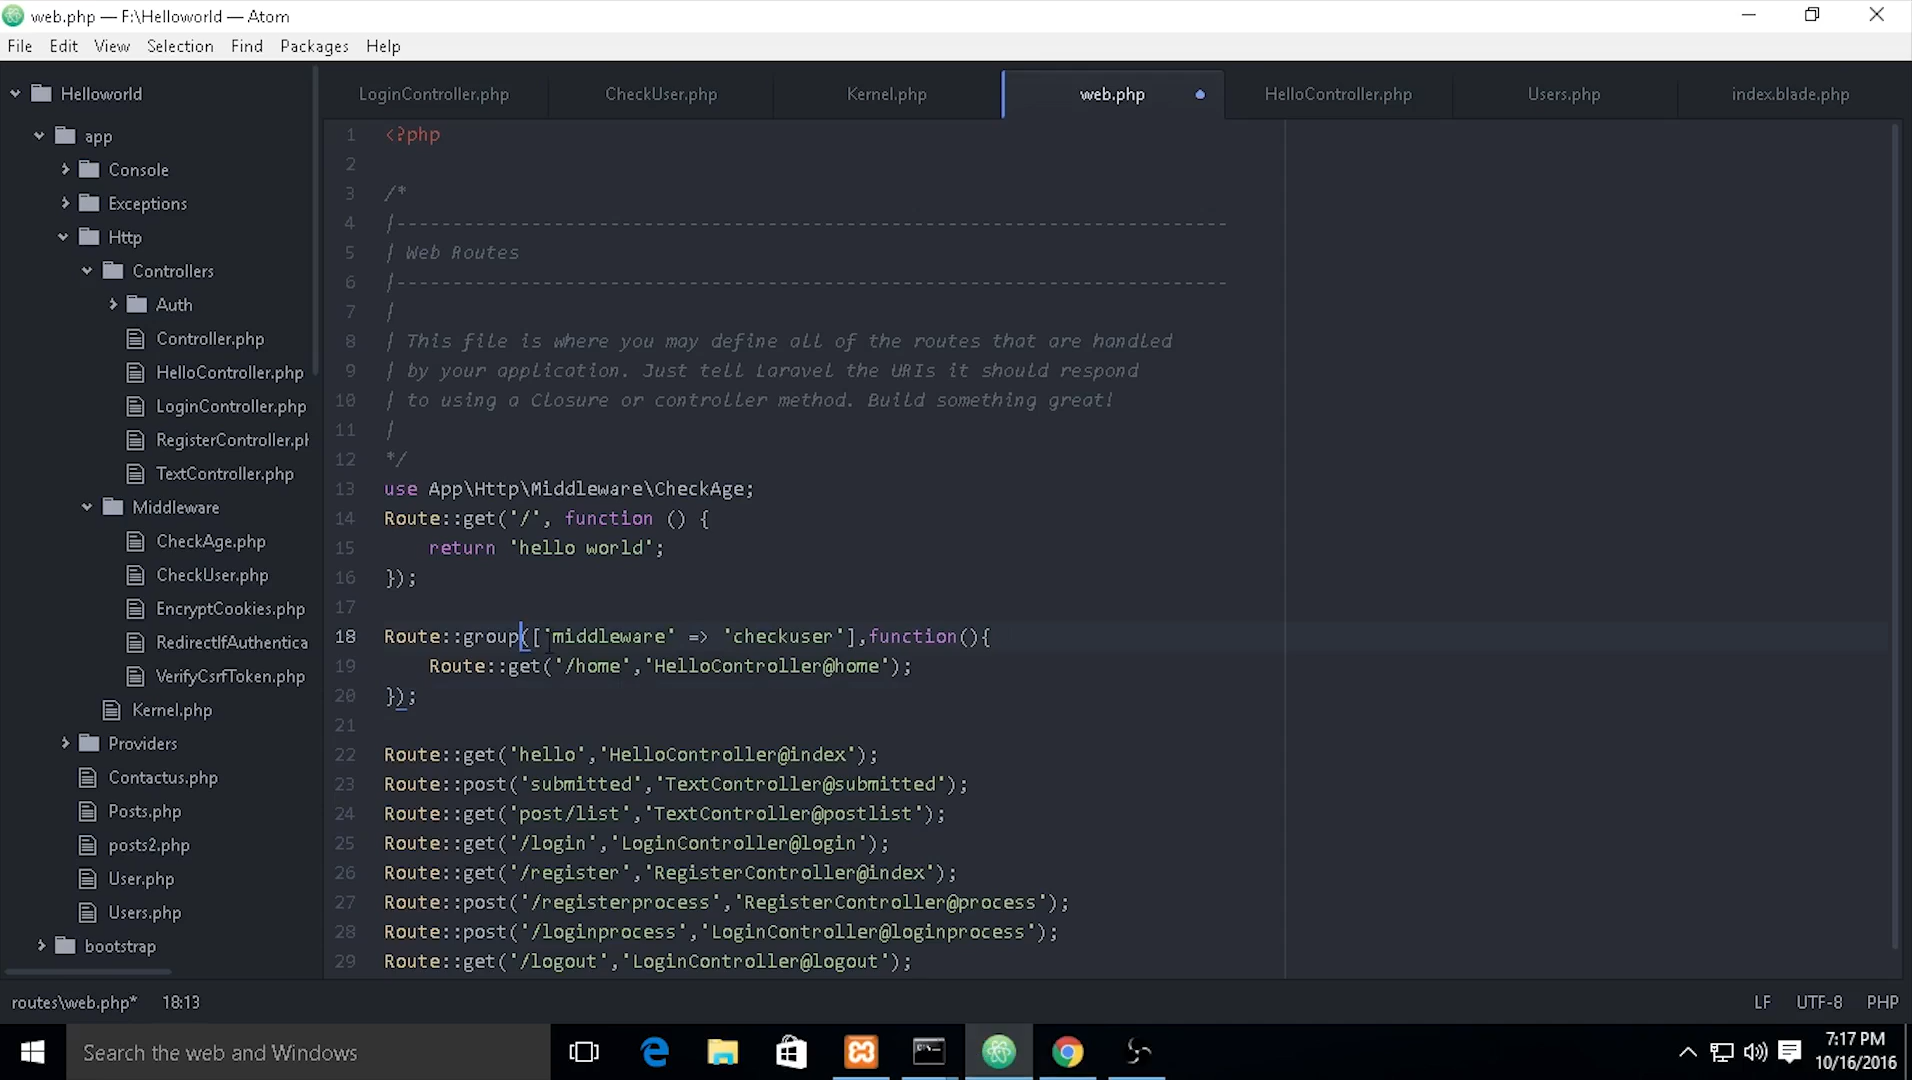 web.php — F:\Helloworld — Atom
File Edit View Selection Find Packages Help
Helloworld
app
Console
Exceptions
Http
Controllers
Auth
Controller.php
HelloController.php
LoginController.php
RegisterController.pl
TextController.php
Middleware
CheckAge.php
CheckUser.php
EncryptCookies.php
RedirectIfAuthentica
VerifyCsrfToken.php
Kernel.php
Providers
Contactus.php
Posts.php
posts2.php
User.php
Users.php
bootstrap
LoginController.php CheckUser.php Kernel.php web.php HelloController.php Users.php index.blade.php
1 <?php
2
3 /*
4 |--------------------------------------------------------------------------
5 | Web Routes
6 |--------------------------------------------------------------------------
7 |
8 | This file is where you may define all of the routes that are handled
9 | by your application. Just tell Laravel the URIs it should respond
10 | to using a Closure or controller method. Build something great!
11 |
12 */
13 use App\Http\Middleware\CheckAge;
14 Route::get('/', function () {
15 return 'hello world';
16 });
17
18 Route::group(['middleware' => 'checkuser'],function(){
19 Route::get('/home','HelloController@home');
20 });
21
22 Route::get('hello','HelloController@index');
23 Route::post('submitted','TextController@submitted');
24 Route::get('post/list','TextController@postlist');
25 Route::get('/login','LoginController@login');
26 Route::get('/register','RegisterController@index');
27 Route::post('/registerprocess','RegisterController@process');
28 Route::post('/loginprocess','LoginController@loginprocess');
29 Route::get('/logout','LoginController@logout');
routes\web.php* 18:13 LF UTF-8 PHP
Search the web and Windows
7:17 PM
10/16/2016